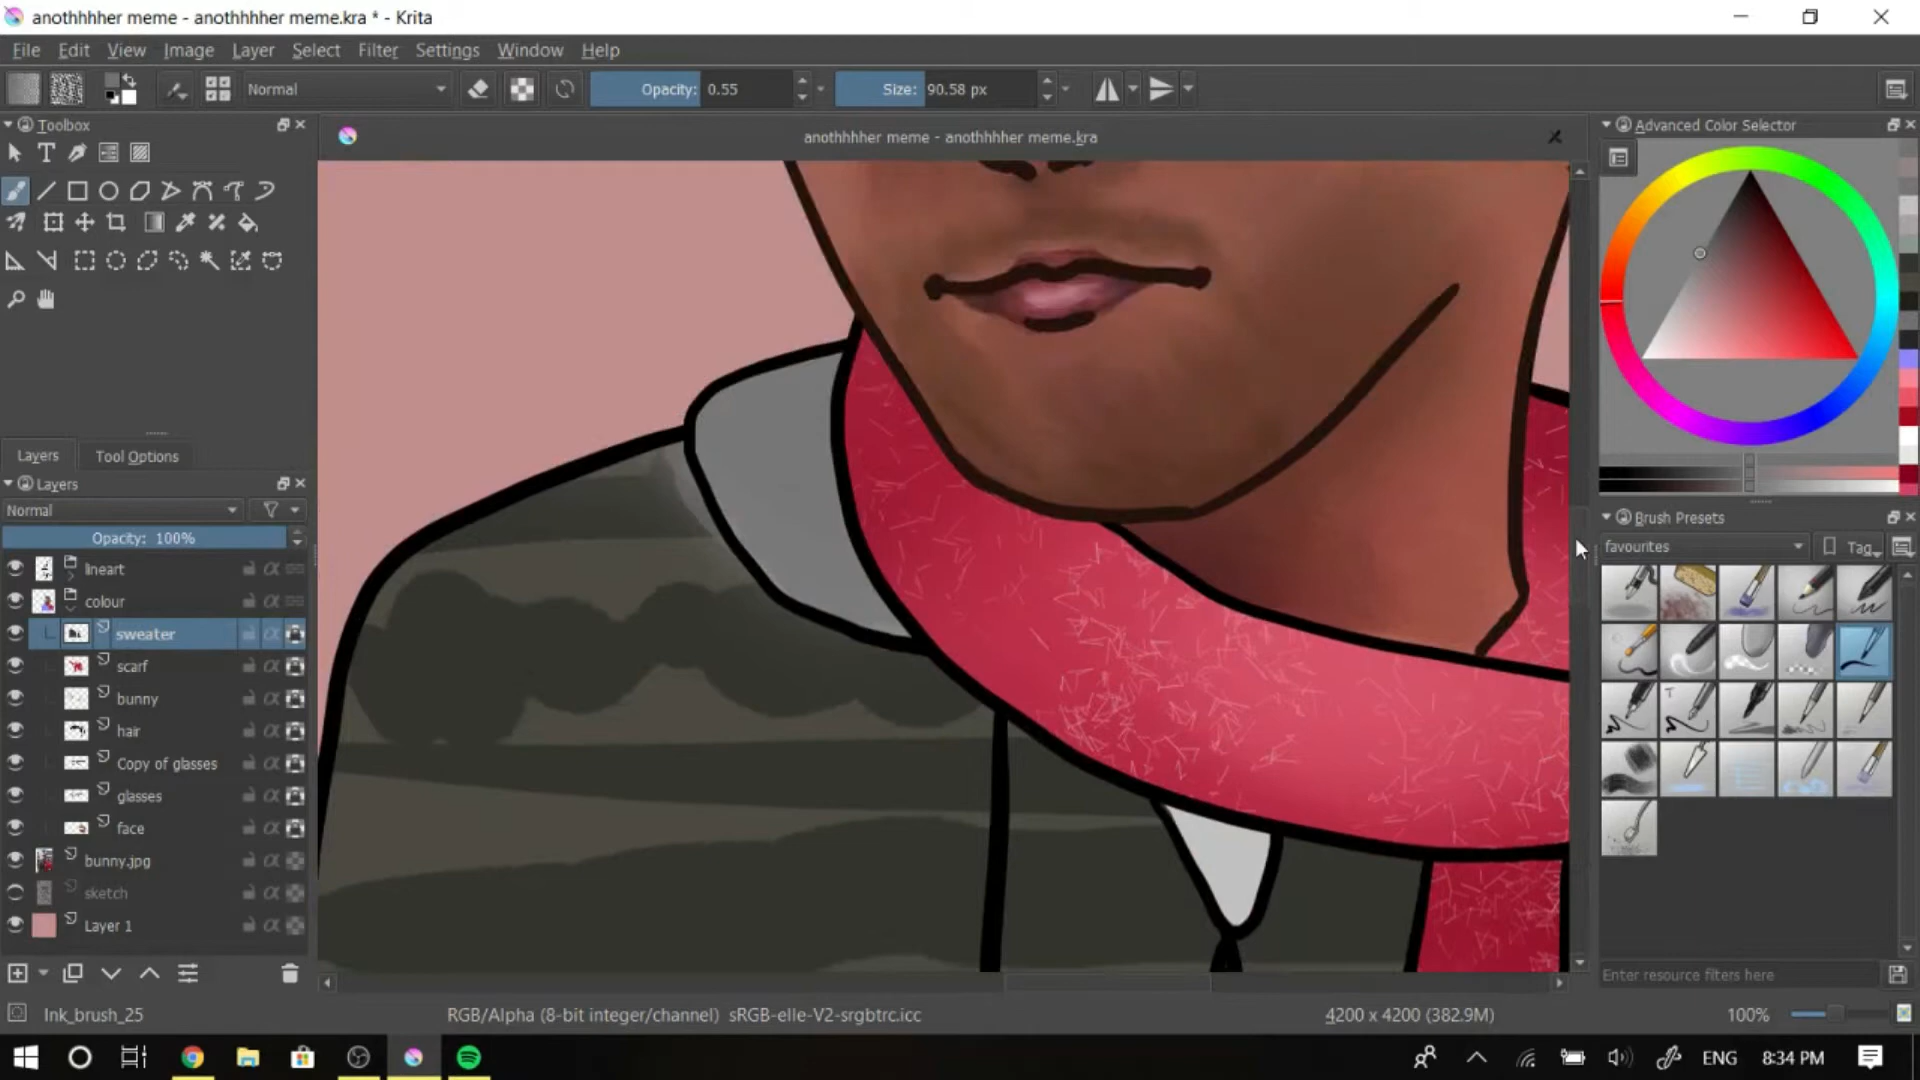 anothhhher meme - anothhhher meme.kra * - Krita
File Edit View Image Layer Select Filter Settings Window Help
Normal Opacity: 0.55 Size: 90.58 px
Toolbox
anothhhher meme - anothhhher meme.kra
Advanced Color Selector
Layers Tool Options
Layers
Normal
Opacity: 100%
lineart
colour
sweater
scarf
bunny
hair
Copy of glasses
glasses
face
bunny.jpg
sketch
Layer 1
Brush Presets
favourites Tag
Enter resource filters here
Ink_brush_25 RGB/Alpha (8-bit integer/channel) sRGB-elle-V2-srgbtrc.icc 4200 x 4200 (382.9M) 100%
ENG 8:34 PM